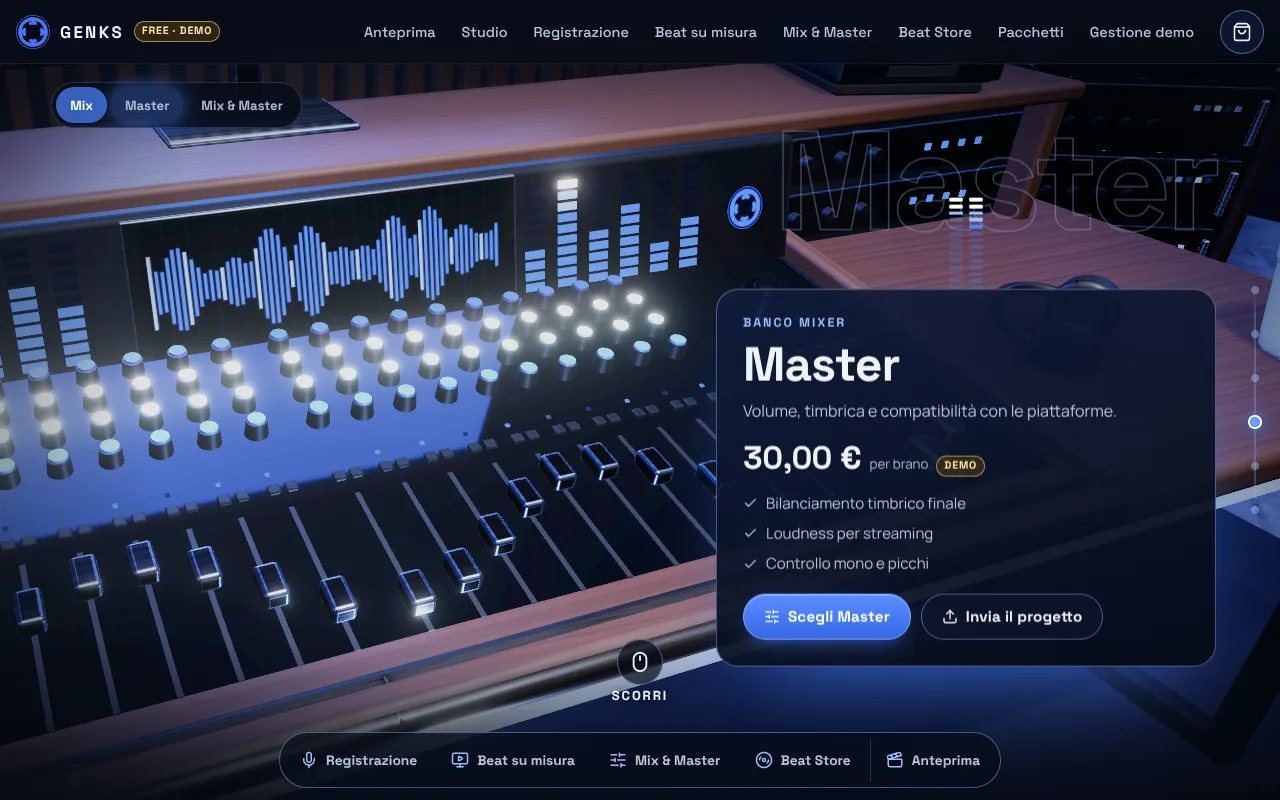 GENKS FREE · DEMO Anteprima Studio Registrazione Beat su misura Mix & Master Beat Store Pacchetti Gestione demo
Mix Master Mix & Master
Master
BANCO MIXER
Master
Volume, timbrica e compatibilità con le piattaforme.
30,00 € per brano DEMO
Bilanciamento timbrico finale
Loudness per streaming
Controllo mono e picchi
Scegli Master Invia il progetto
SCORRI
Registrazione Beat su misura Mix & Master Beat Store Anteprima